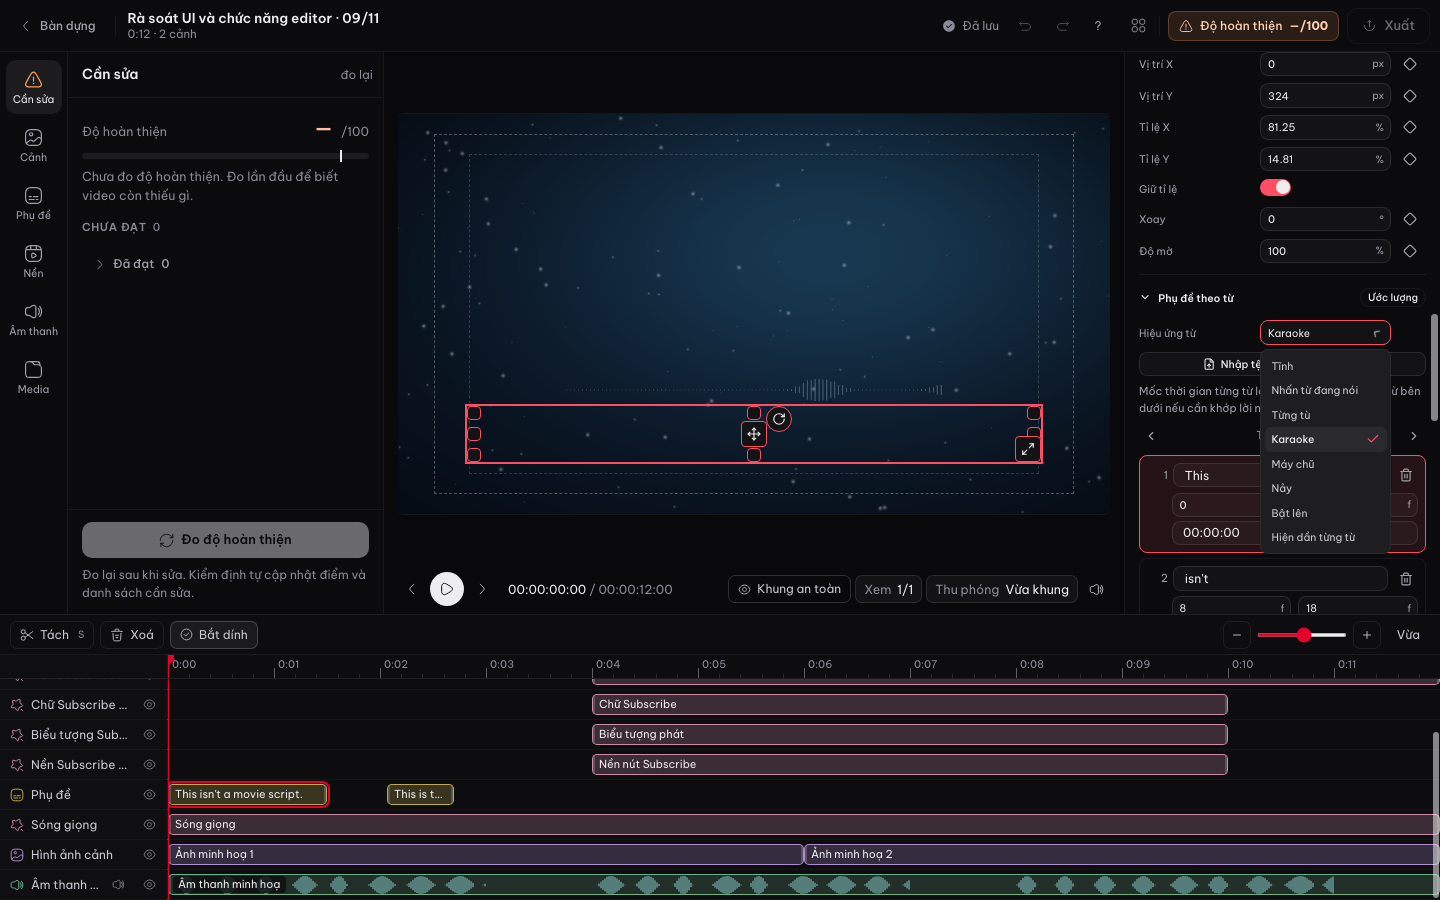 Bàn dựng
Rà soát UI và chức năng editor · 09/11
0:12 · 2 cảnh
Đã lưu
?
Độ hoàn thiện –/100
Xuất
Cần sửa
Cảnh
Phụ đề
Nền
Âm thanh
Media
Cần sửa
đo lại
Độ hoàn thiện – /100
Chưa đo độ hoàn thiện. Đo lần đầu để biết
video còn thiếu gì.
CHƯA ĐẠT 0
Đã đạt 0
Đo độ hoàn thiện
Đo lại sau khi sửa. Kiểm định tự cập nhật điểm và
danh sách cần sửa.
00:00:00:00 / 00:00:12:00
Khung an toàn
Xem 1/1
Thu phóng Vừa khung
Vị trí X 0 px
Vị trí Y 324 px
Tỉ lệ X 81.25 %
Tỉ lệ Y 14.81 %
Giữ tỉ lệ
Xoay 0 °
Độ mờ 100 %
Phụ đề theo từ
Ước lượng
Hiệu ứng từ Karaoke
Nhập tệ
Mốc thời gian từng từ l
ừ bên
dưới nếu cần khớp lời n
Tĩnh
Nhấn từ đang nói
Từng từ
Karaoke
Máy chữ
Nảy
Bật lên
Hiện dần từng từ
1 This
0 f
00:00:00
2 isn't
8 f 18 f
Tách S
Xoá
Bắt dính
Vừa
0:00 0:01 0:02 0:03 0:04 0:05 0:06 0:07 0:08 0:09 0:10 0:11
Chữ Subscribe ... Chữ Subscribe
Biểu tượng Sub... Biểu tượng phát
Nền Subscribe ... Nền nút Subscribe
Phụ đề This isn't a movie script. This is t...
Sóng giọng Sóng giọng
Hình ảnh cảnh Ảnh minh hoạ 1 Ảnh minh hoạ 2
Âm thanh ... Âm thanh minh hoạ